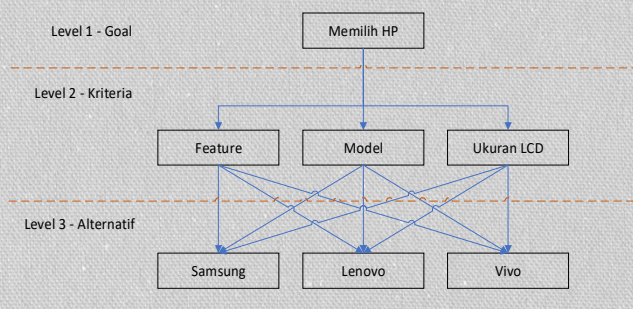 Level 1 - Goal
Memilih HP
Level 2 - Kriteria
Feature
Model
Ukuran LCD
Level 3 - Alternatif
Samsung
Lenovo
Vivo